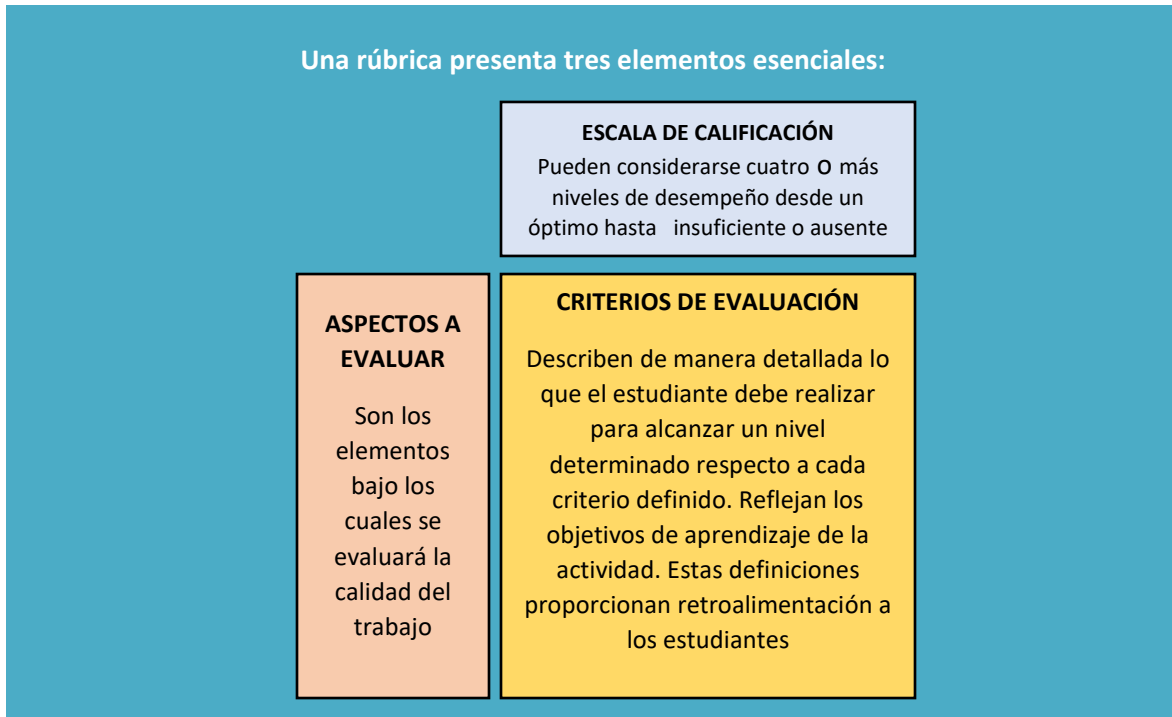 Una rúbrica presenta tres elementos esenciales:
ESCALA DE CALIFICACIÓN
Pueden considerarse cuatro o más
niveles de desempeño desde un
óptimo hasta insuficiente o ausente
ASPECTOS A
EVALUAR
Son los
elementos
bajo los
cuales se
evaluará la
calidad del
trabajo
CRITERIOS DE EVALUACIÓN
Describen de manera detallada lo
que el estudiante debe realizar
para alcanzar un nivel
determinado respecto a cada
criterio definido. Reflejan los
objetivos de aprendizaje de la
actividad. Estas definiciones
proporcionan retroalimentación a
los estudiantes